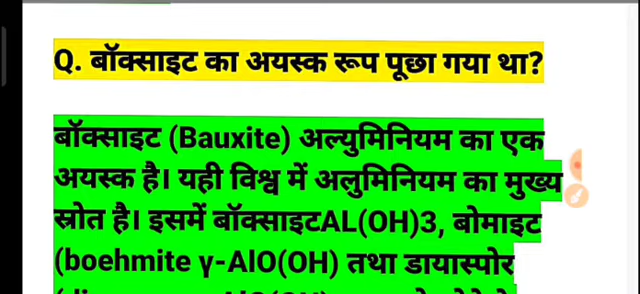 Q. बॉक्साइट का अयस्क रूप पूछा गया था?
बॉक्साइट (Bauxite) अल्युमिनियम का एक
अयस्क है। यही विश्व में अलुमिनियम का मुख्य
स्रोत है। इसमें बॉक्साइटAL(OH)3, बोमाइट
(boehmite γ-AlO(OH) तथा डायास्पोर